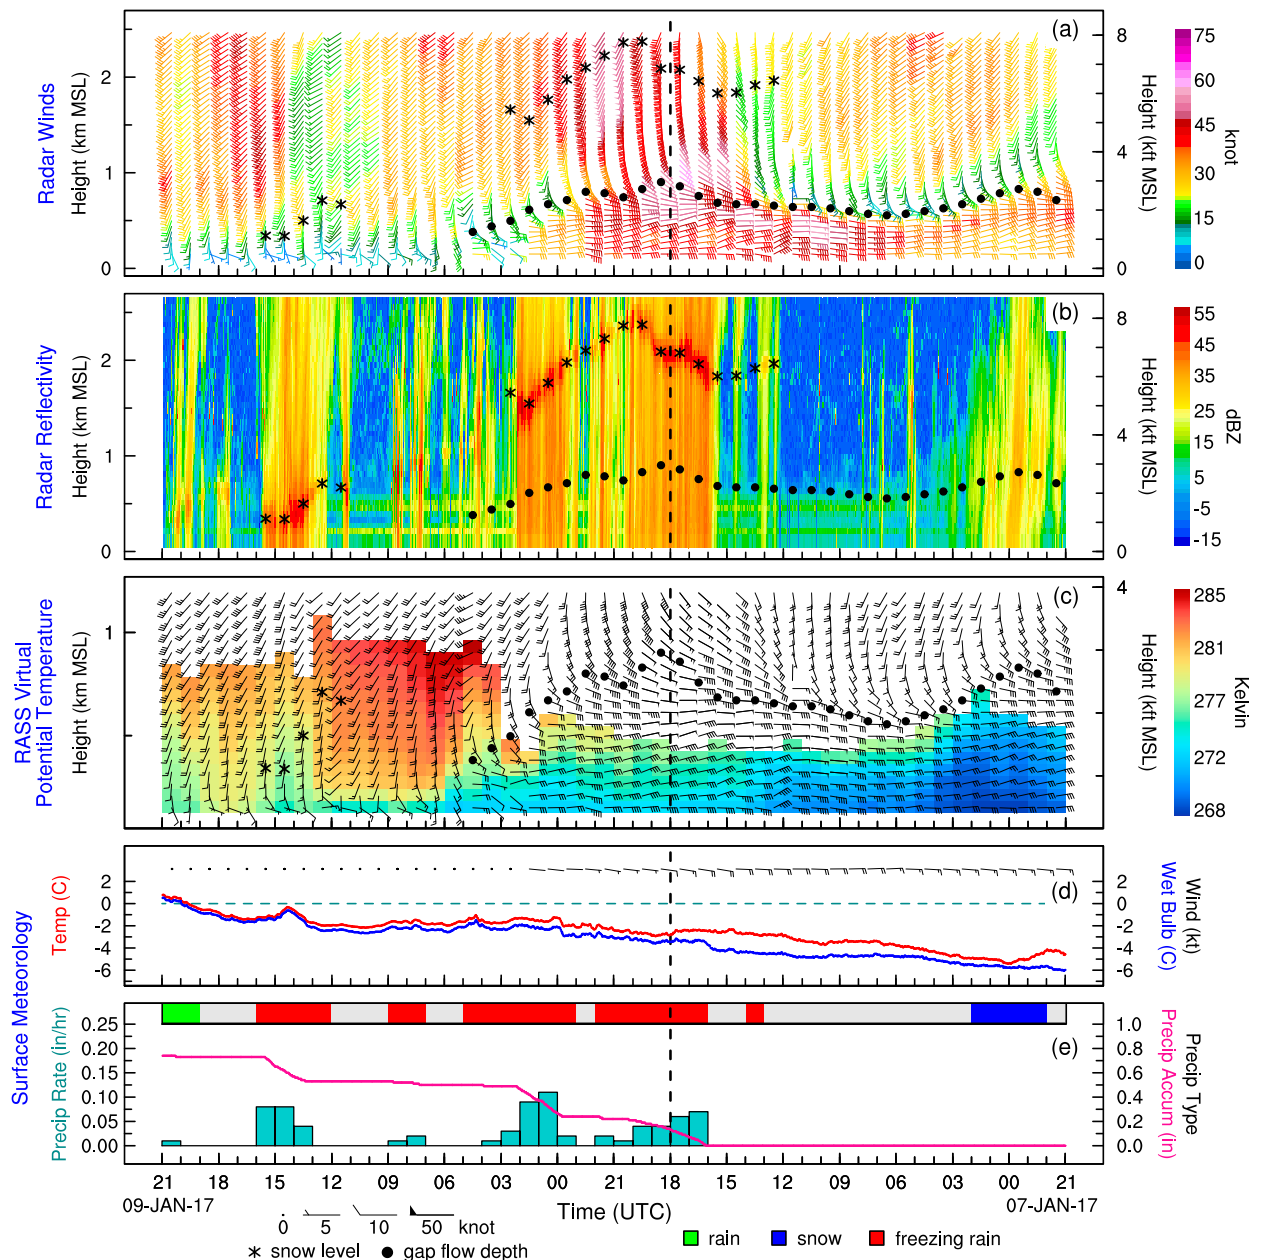 (a)
Radar Winds
Height (km MSL)
2
1
0
8
4
0
Height (kft MSL)
75
60
45
30
15
0
knot
(b)
Radar Reflectivity
Height (km MSL)
2
1
0
8
4
0
Height (kft MSL)
55
45
35
25
15
5
-5
-15
dBZ
(c)
RASS Virtual
Potential Temperature
Height (km MSL)
1
4
Height (kft MSL)
285
281
277
272
268
Kelvin
(d)
Surface Meteorology
Temp (C)
2
0
-2
-4
-6
2
0
-2
-4
-6
Wet Bulb (C)
Wind (kt)
(e)
Precip Rate (in/hr)
0.25
0.20
0.15
0.10
0.05
0.00
1.0
0.8
0.6
0.4
0.2
0.0
Precip Accum (in)
Precip Type
21 18 15 12 09 06 03 00 21 18 15 12 09 06 03 00 21
09-JAN-17 Time (UTC) 07-JAN-17
0 5 10 50 knot
snow level gap flow depth
rain snow freezing rain